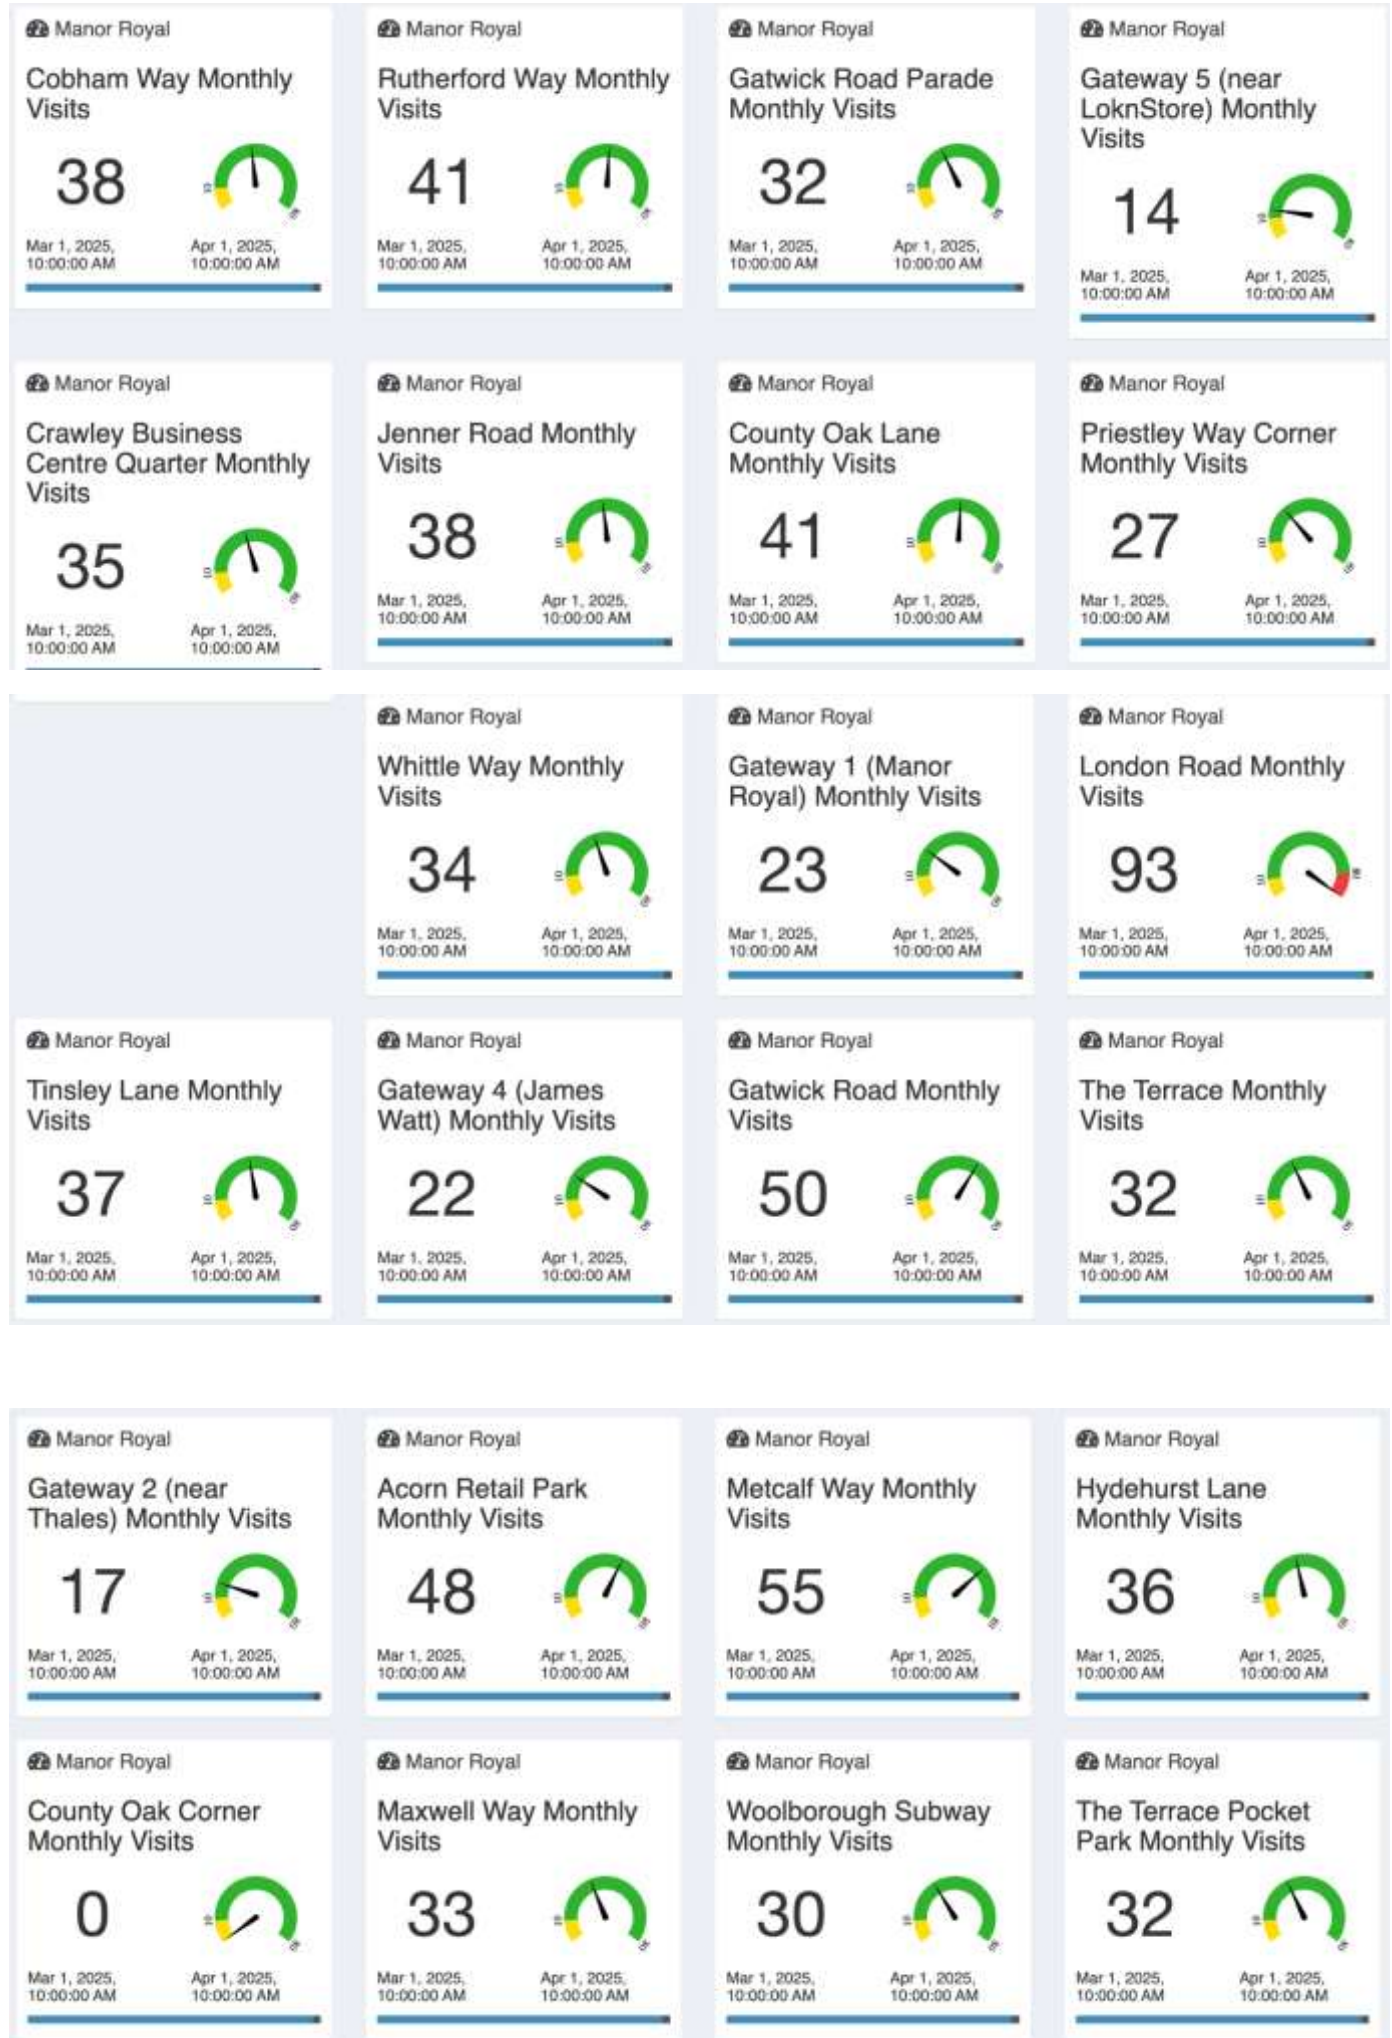 Manor Royal
Cobham Way Monthly
Visits
38
Mar 1, 2025,
10:00:00 AM
Apr 1, 2025,
10:00:00 AM
Manor Royal
Rutherford Way Monthly
Visits
41
Mar 1, 2025,
10:00:00 AM
Apr 1, 2025,
10:00:00 AM
Manor Royal
Gatwick Road Parade
Monthly Visits
32
Mar 1, 2025,
10:00:00 AM
Apr 1, 2025,
10:00:00 AM
Manor Royal
Gateway 5 (near
LoknStore) Monthly
Visits
14
Mar 1, 2025,
10:00:00 AM
Apr 1, 2025,
10:00:00 AM
Manor Royal
Crawley Business
Centre Quarter Monthly
Visits
35
Mar 1, 2025,
10:00:00 AM
Apr 1, 2025,
10:00:00 AM
Manor Royal
Jenner Road Monthly
Visits
38
Mar 1, 2025,
10:00:00 AM
Apr 1, 2025,
10:00:00 AM
Manor Royal
County Oak Lane
Monthly Visits
41
Mar 1, 2025,
10:00:00 AM
Apr 1, 2025,
10:00:00 AM
Manor Royal
Priestley Way Corner
Monthly Visits
27
Mar 1, 2025,
10:00:00 AM
Apr 1, 2025,
10:00:00 AM
Manor Royal
Whittle Way Monthly
Visits
34
Mar 1, 2025,
10:00:00 AM
Apr 1, 2025,
10:00:00 AM
Manor Royal
Gateway 1 (Manor
Royal) Monthly Visits
23
Mar 1, 2025,
10:00:00 AM
Apr 1, 2025,
10:00:00 AM
Manor Royal
London Road Monthly
Visits
93
Mar 1, 2025,
10:00:00 AM
Apr 1, 2025,
10:00:00 AM
Manor Royal
Tinsley Lane Monthly
Visits
37
Mar 1, 2025,
10:00:00 AM
Apr 1, 2025,
10:00:00 AM
Manor Royal
Gateway 4 (James
Watt) Monthly Visits
22
Mar 1, 2025,
10:00:00 AM
Apr 1, 2025,
10:00:00 AM
Manor Royal
Gatwick Road Monthly
Visits
50
Mar 1, 2025,
10:00:00 AM
Apr 1, 2025,
10:00:00 AM
Manor Royal
The Terrace Monthly
Visits
32
Mar 1, 2025,
10:00:00 AM
Apr 1, 2025,
10:00:00 AM
Manor Royal
Gateway 2 (near
Thales) Monthly Visits
17
Mar 1, 2025,
10:00:00 AM
Apr 1, 2025,
10:00:00 AM
Manor Royal
Acorn Retail Park
Monthly Visits
48
Mar 1, 2025,
10:00:00 AM
Apr 1, 2025,
10:00:00 AM
Manor Royal
Metcalf Way Monthly
Visits
55
Mar 1, 2025,
10:00:00 AM
Apr 1, 2025,
10:00:00 AM
Manor Royal
Hydehurst Lane
Monthly Visits
36
Mar 1, 2025,
10:00:00 AM
Apr 1, 2025,
10:00:00 AM
Manor Royal
County Oak Corner
Monthly Visits
0
Mar 1, 2025,
10:00:00 AM
Apr 1, 2025,
10:00:00 AM
Manor Royal
Maxwell Way Monthly
Visits
33
Mar 1, 2025,
10:00:00 AM
Apr 1, 2025,
10:00:00 AM
Manor Royal
Woolborough Subway
Monthly Visits
30
Mar 1, 2025,
10:00:00 AM
Apr 1, 2025,
10:00:00 AM
Manor Royal
The Terrace Pocket
Park Monthly Visits
32
Mar 1, 2025,
10:00:00 AM
Apr 1, 2025,
10:00:00 AM